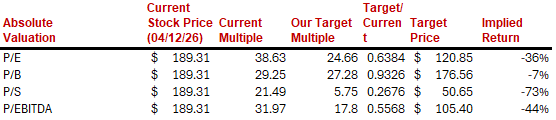 Absolute Valuation Current Stock Price (04/12/26) Current Multiple Our Target Multiple Target/ Curren t Target Price Implied Return
P/E $ 189.31 38.63 24.66 0.6384 $ 120.85 -36%
P/B $ 189.31 29.25 27.28 0.9326 $ 176.56 -7%
P/S $ 189.31 21.49 5.75 0.2676 $ 50.65 -73%
P/EBITDA $ 189.31 31.97 17.8 0.5568 $ 105.40 -44%